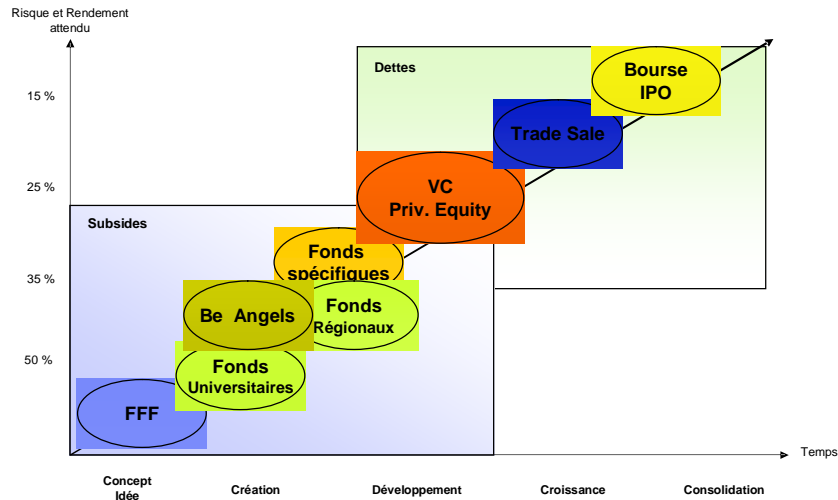 Risque et Rendement
attendu
Dettes
Bourse
IPO
15 %
Trade Sale
25 %
VC
Priv. Equity
Subsides
Fonds
spécifiques
35 %
Be Angels
Fonds
Régionaux
50 %
Fonds
Universitaires
FFF
Temps
Concept
Idée
Création
Développement
Croissance
Consolidation